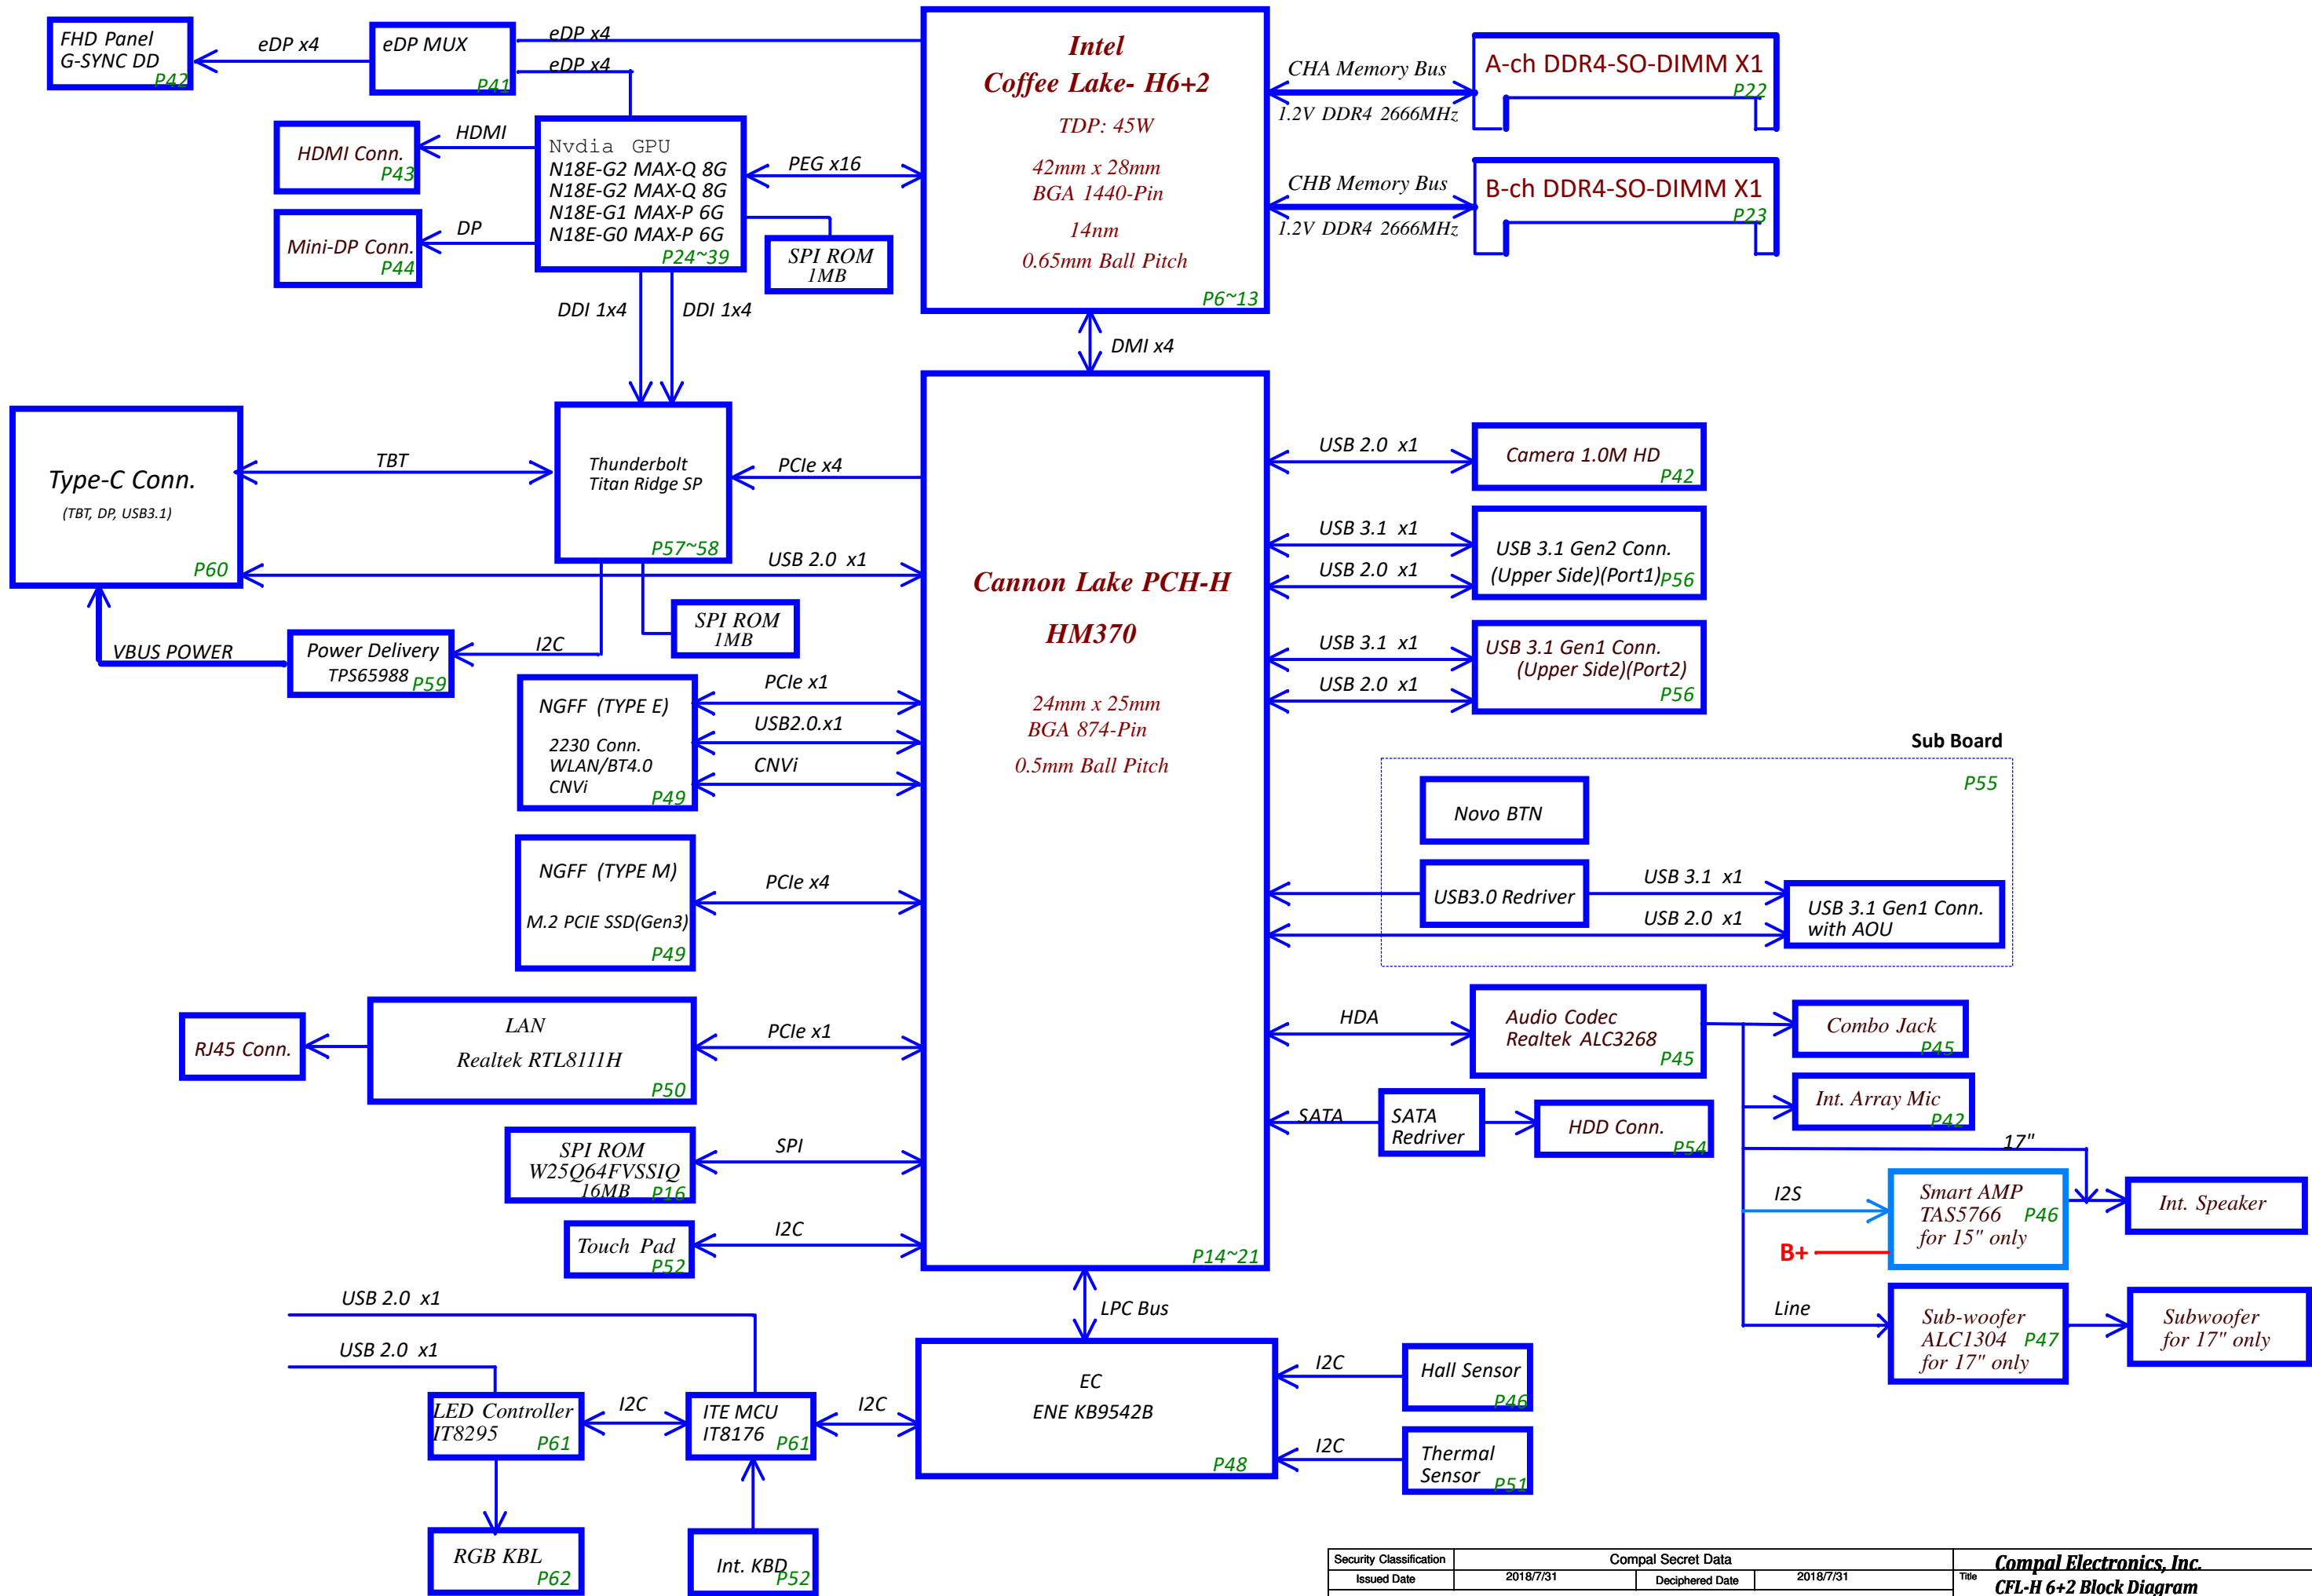 FHD Panel
G-SYNC DD
P42
eDP x4
eDP MUX
P41
eDP x4
eDP x4
HDMI Conn.
P43
HDMI
Mini-DP Conn.
P44
DP
Nvdia GPU
N18E-G2 MAX-Q 8G
N18E-G2 MAX-Q 8G
N18E-G1 MAX-P 6G
N18E-G0 MAX-P 6G
P24~39
PEG x16
SPI ROM
1MB
DDI 1x4
DDI 1x4
Intel
Coffee Lake- H6+2
TDP: 45W
42mm x 28mm
BGA 1440-Pin
14nm
0.65mm Ball Pitch
P6~13
CHA Memory Bus
1.2V DDR4 2666MHz
A-ch DDR4-SO-DIMM X1
P22
CHB Memory Bus
1.2V DDR4 2666MHz
B-ch DDR4-SO-DIMM X1
P23
DMI x4
Type-C Conn.
(TBT, DP, USB3.1)
P60
TBT
Thunderbolt
Titan Ridge SP
P57~58
PCIe x4
USB 2.0 x1
SPI ROM
1MB
VBUS POWER
Power Delivery
TPS65988
P59
I2C
NGFF (TYPE E)
2230 Conn.
WLAN/BT4.0
CNVi
P49
PCIe x1
USB2.0.x1
CNVi
NGFF (TYPE M)
M.2 PCIE SSD(Gen3)
P49
PCIe x4
RJ45 Conn.
LAN
Realtek RTL8111H
P50
PCIe x1
SPI ROM
W25Q64FVSSIQ
16MB
P16
SPI
Touch Pad
P52
I2C
Cannon Lake PCH-H
HM370
24mm x 25mm
BGA 874-Pin
0.5mm Ball Pitch
P14~21
USB 2.0 x1
Camera 1.0M HD
P42
USB 3.1 x1
USB 2.0 x1
USB 3.1 Gen2 Conn.
(Upper Side)(Port1)
P56
USB 3.1 x1
USB 2.0 x1
USB 3.1 Gen1 Conn.
(Upper Side)(Port2)
P56
Sub Board
P55
Novo BTN
USB3.0 Redriver
USB 3.1 x1
USB 2.0 x1
USB 3.1 Gen1 Conn.
with AOU
HDA
Audio Codec
Realtek ALC3268
P45
Combo Jack
P45
Int. Array Mic
P42
SATA
SATA
Redriver
HDD Conn.
P54
17"
I2S
Smart AMP
TAS5766
P46
for 15" only
B+
Int. Speaker
Line
Sub-woofer
ALC1304
P47
for 17" only
Subwoofer
for 17" only
LPC Bus
EC
ENE KB9542B
P48
I2C
Hall Sensor
P46
I2C
Thermal
Sensor
P51
USB 2.0 x1
USB 2.0 x1
LED Controller
IT8295
P61
I2C
ITE MCU
IT8176
P61
I2C
RGB KBL
P62
Int. KBD
P52
Security Classification
Compal Secret Data
Issued Date
2018/7/31
Deciphered Date
2018/7/31
Compal Electronics, Inc.
Title
CFL-H 6+2 Block Diagram